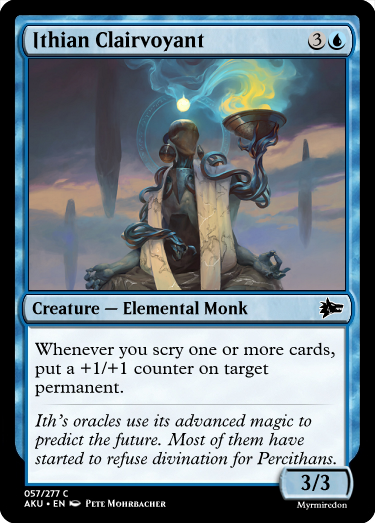 Ithian Clairvoyant 3
Creature — Elemental Monk
Whenever you scry one or more cards,
put a +1/+1 counter on target
permanent.
Ith's oracles use its advanced magic to
predict the future. Most of them have
started to refuse divination for Percithans.
3/3
057/277 C
AKU • EN Pete Mohrbacher
Myrmiredon